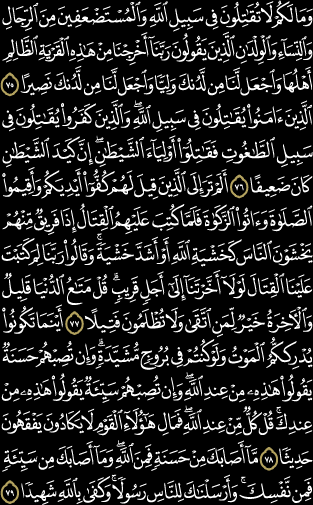 وَمَا لَكُمۡ لَا تُقَٰتِلُونَ فِي سَبِيلِ ٱللَّهِ وَٱلۡمُسۡتَضۡعَفِينَ مِنَ ٱلرِّجَالِ
وَٱلنِّسَآءِ وَٱلۡوِلۡدَٰنِ ٱلَّذِينَ يَقُولُونَ رَبَّنَآ أَخۡرِجۡنَا مِنۡ هَٰذِهِ ٱلۡقَرۡيَةِ ٱلظَّالِمِ
أَهۡلُهَا وَٱجۡعَل لَّنَا مِن لَّدُنكَ وَلِيّٗا وَٱجۡعَل لَّنَا مِن لَّدُنكَ نَصِيرًا ٧٥
ٱلَّذِينَ ءَامَنُواْ يُقَٰتِلُونَ فِي سَبِيلِ ٱللَّهِۖ وَٱلَّذِينَ كَفَرُواْ يُقَٰتِلُونَ فِي
سَبِيلِ ٱلطَّٰغُوتِ فَقَٰتِلُوٓاْ أَوۡلِيَآءَ ٱلشَّيۡطَٰنِۖ إِنَّ كَيۡدَ ٱلشَّيۡطَٰنِ
كَانَ ضَعِيفًا ٧٦ أَلَمۡ تَرَ إِلَى ٱلَّذِينَ قِيلَ لَهُمۡ كُفُّوٓاْ أَيۡدِيَكُمۡ وَأَقِيمُواْ
ٱلصَّلَوٰةَ وَءَاتُواْ ٱلزَّكَوٰةَ فَلَمَّا كُتِبَ عَلَيۡهِمُ ٱلۡقِتَالُ إِذَا فَرِيقٞ مِّنۡهُمۡ
يَخۡشَوۡنَ ٱلنَّاسَ كَخَشۡيَةِ ٱللَّهِ أَوۡ أَشَدَّ خَشۡيَةٗۚ وَقَالُواْ رَبَّنَا لِمَ كَتَبۡتَ
عَلَيۡنَا ٱلۡقِتَالَ لَوۡلَآ أَخَّرۡتَنَآ إِلَىٰٓ أَجَلٖ قَرِيبٖۗ قُلۡ مَتَٰعُ ٱلدُّنۡيَا قَلِيلٞ
وَٱلۡأٓخِرَةُ خَيۡرٞ لِّمَنِ ٱتَّقَىٰ وَلَا تُظۡلَمُونَ فَتِيلًا ٧٧ أَيۡنَمَا تَكُونُواْ
يُدۡرِككُّمُ ٱلۡمَوۡتُ وَلَوۡ كُنتُمۡ فِي بُرُوجٖ مُّشَيَّدَةٖۗ وَإِن تُصِبۡهُمۡ حَسَنَةٞ
يَقُولُواْ هَٰذِهِۦ مِنۡ عِندِ ٱللَّهِۖ وَإِن تُصِبۡهُمۡ سَيِّئَةٞ يَقُولُواْ هَٰذِهِۦ مِنۡ
عِندِكَۚ قُلۡ كُلّٞ مِّنۡ عِندِ ٱللَّهِۖ فَمَالِ هَٰٓؤُلَآءِ ٱلۡقَوۡمِ لَا يَكَادُونَ يَفۡقَهُونَ
حَدِيثٗا ٧٨ مَّآ أَصَابَكَ مِنۡ حَسَنَةٖ فَمِنَ ٱللَّهِۖ وَمَآ أَصَابَكَ مِن سَيِّئَةٖ
فَمِن نَّفۡسِكَۚ وَأَرۡسَلۡنَٰكَ لِلنَّاسِ رَسُولٗاۚ وَكَفَىٰ بِٱللَّهِ شَهِيدٗا ٧٩